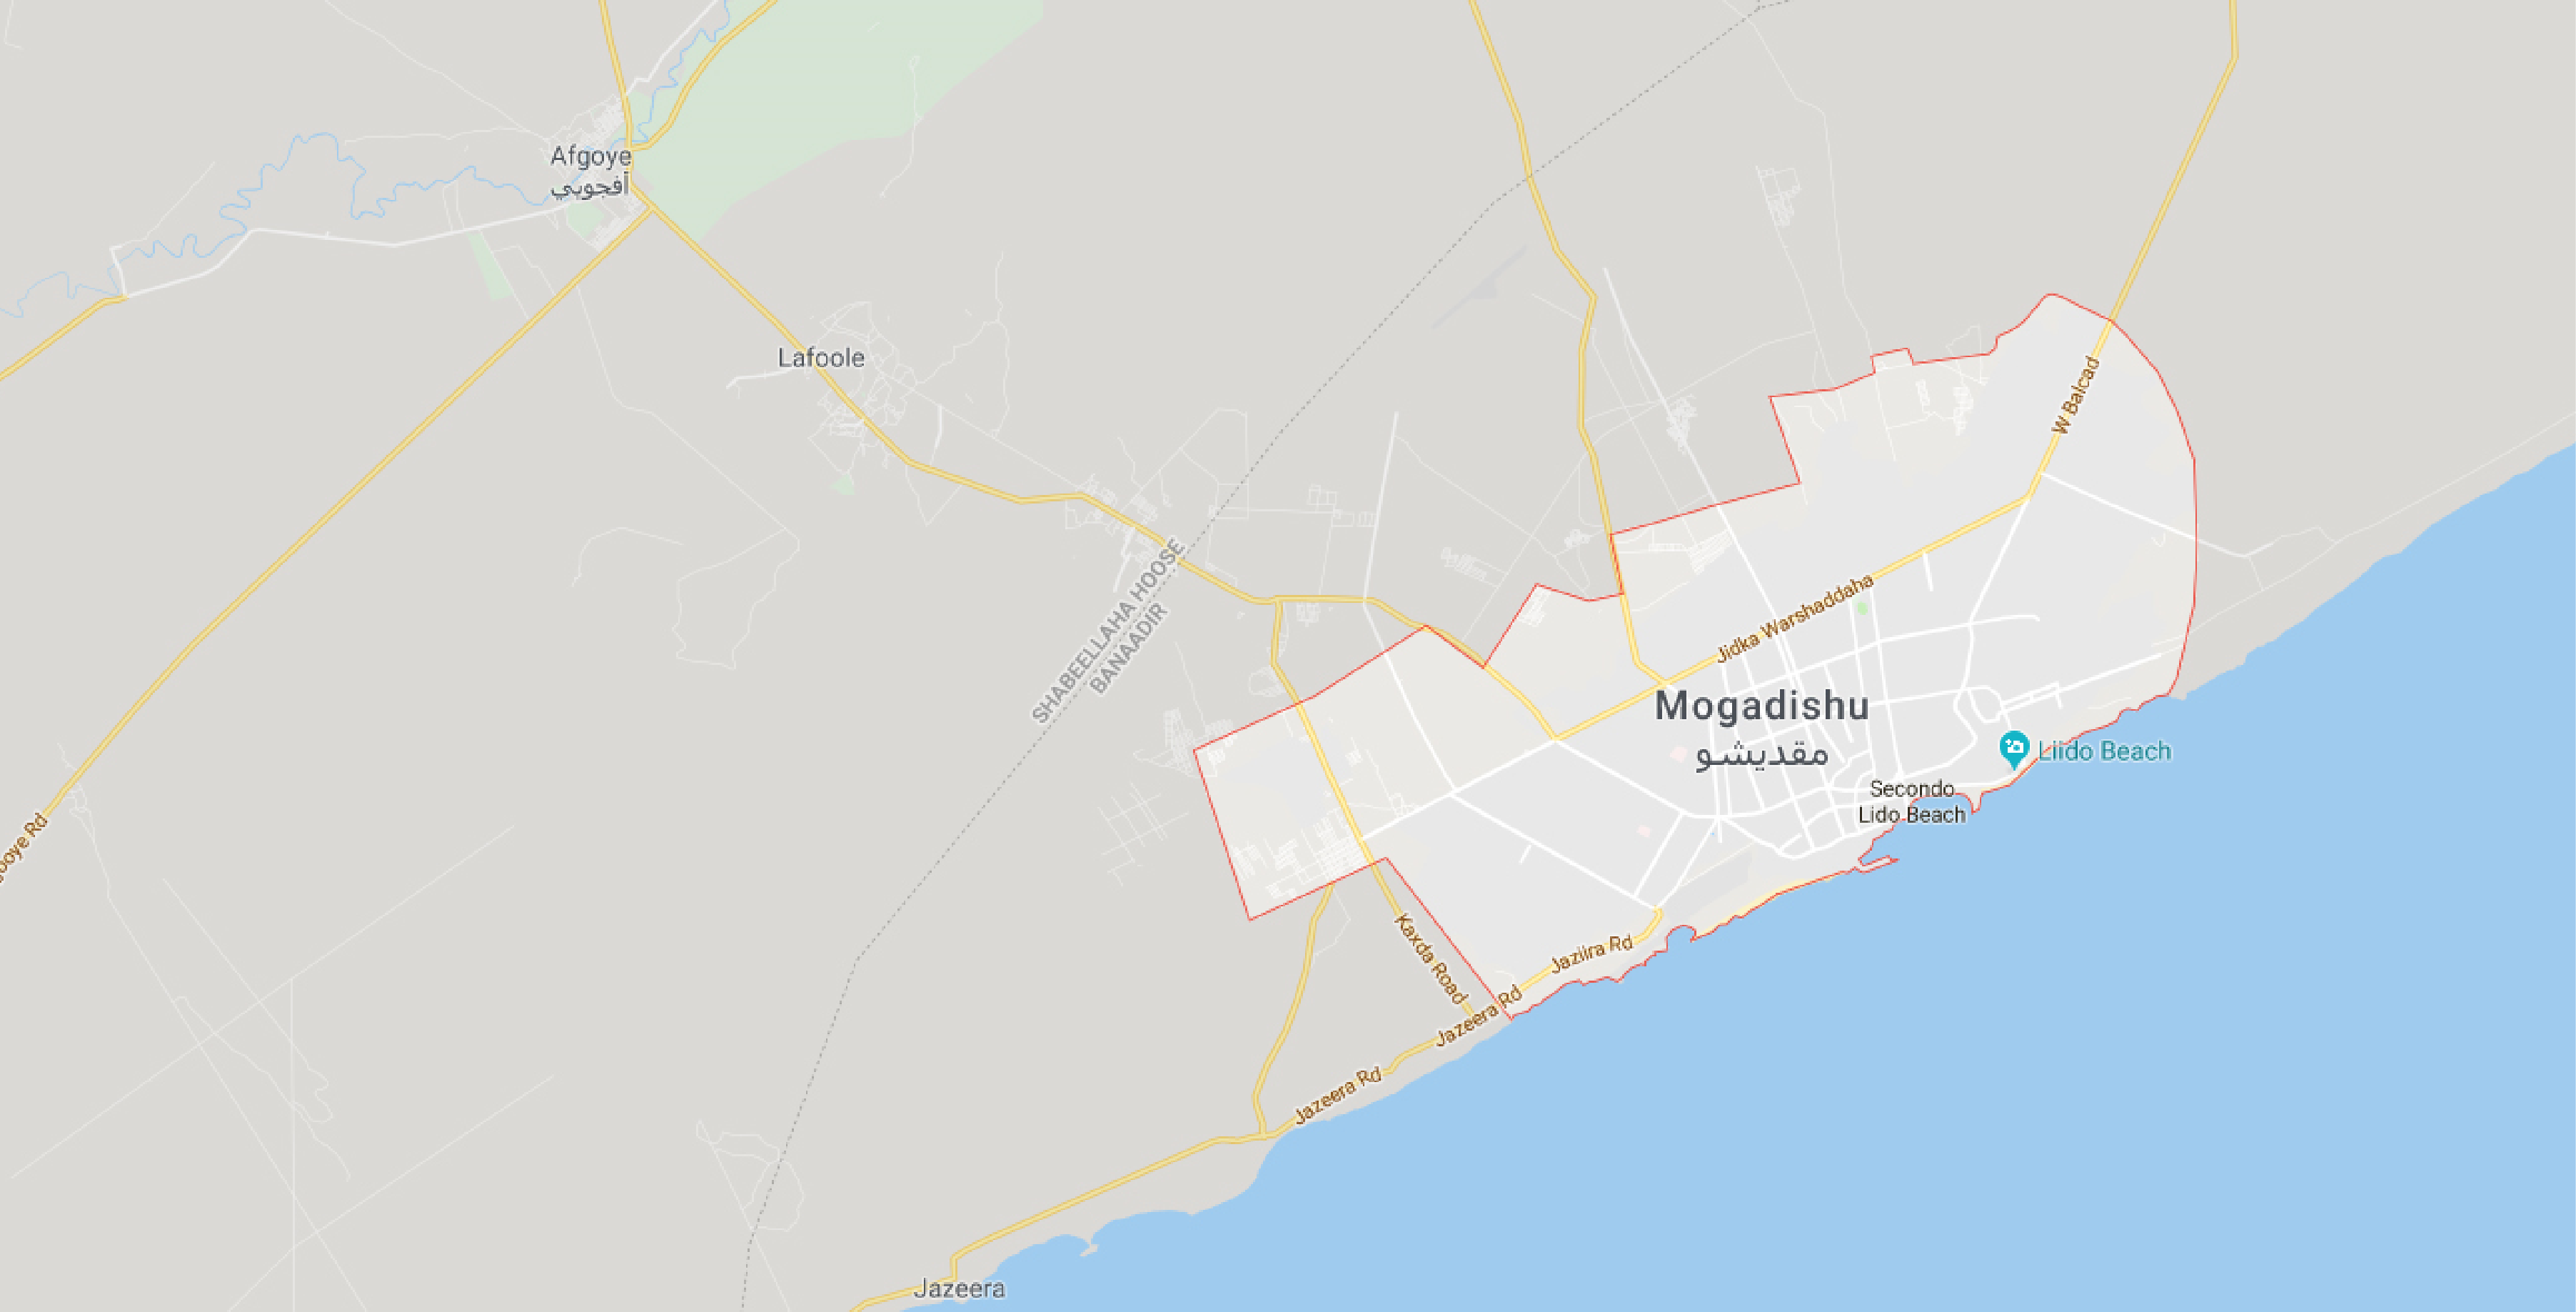 Afgoye
أفجويي
Lafoole
W Balcad
SHABEELLAHA HOOSE
BANAADIR
Jidka Warshaddaha
Mogadishu
مقديشو
Liido Beach
Secondo
Lido Beach
ooye Rd
Kaxda Road
Jaziira Rd
Jazeera Rd
Jazeera Rd
Jazeera